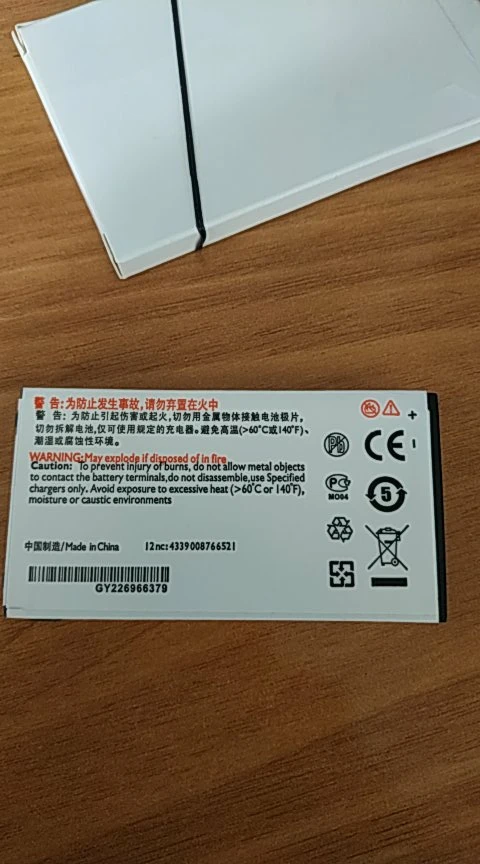 警 告:为防止发生事故,请勿弃置在火中
警 告: 为防止引起伤害或起火,切勿用金属物体接触电池极片,
切勿拆解电池,仅可使用规定的充电器。避免高温(>60°C或140°F)、
潮湿或腐蚀性环境。
WARNING:May explode if disposed of in fire
Caution: To prevent injury of burns, do not allow metal objects
to contact the battery terminals,do not disassemble,use Specified
chargers only. Avoid exposure to excessive heat (>60°C or 140°F),
moisture or caustic environments
中国制造/Made in China 12nc:4339008766521
GY226966379
+
-
CE
MO04
5